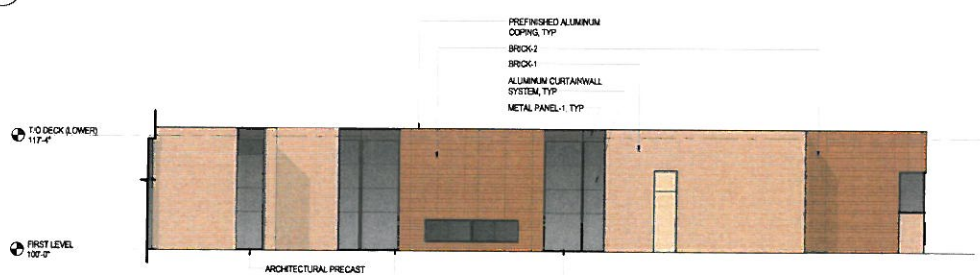 PREFINISHED ALUMINUM
COPING, TYP
BRICK-2
BRICK-1
ALUMINUM CURTAINWALL
SYSTEM, TYP
METAL PANEL-1, TYP
T/O DECK (LOWER)
117'-4"
FIRST LEVEL
100'-0"
ARCHITECTURAL PRECAST